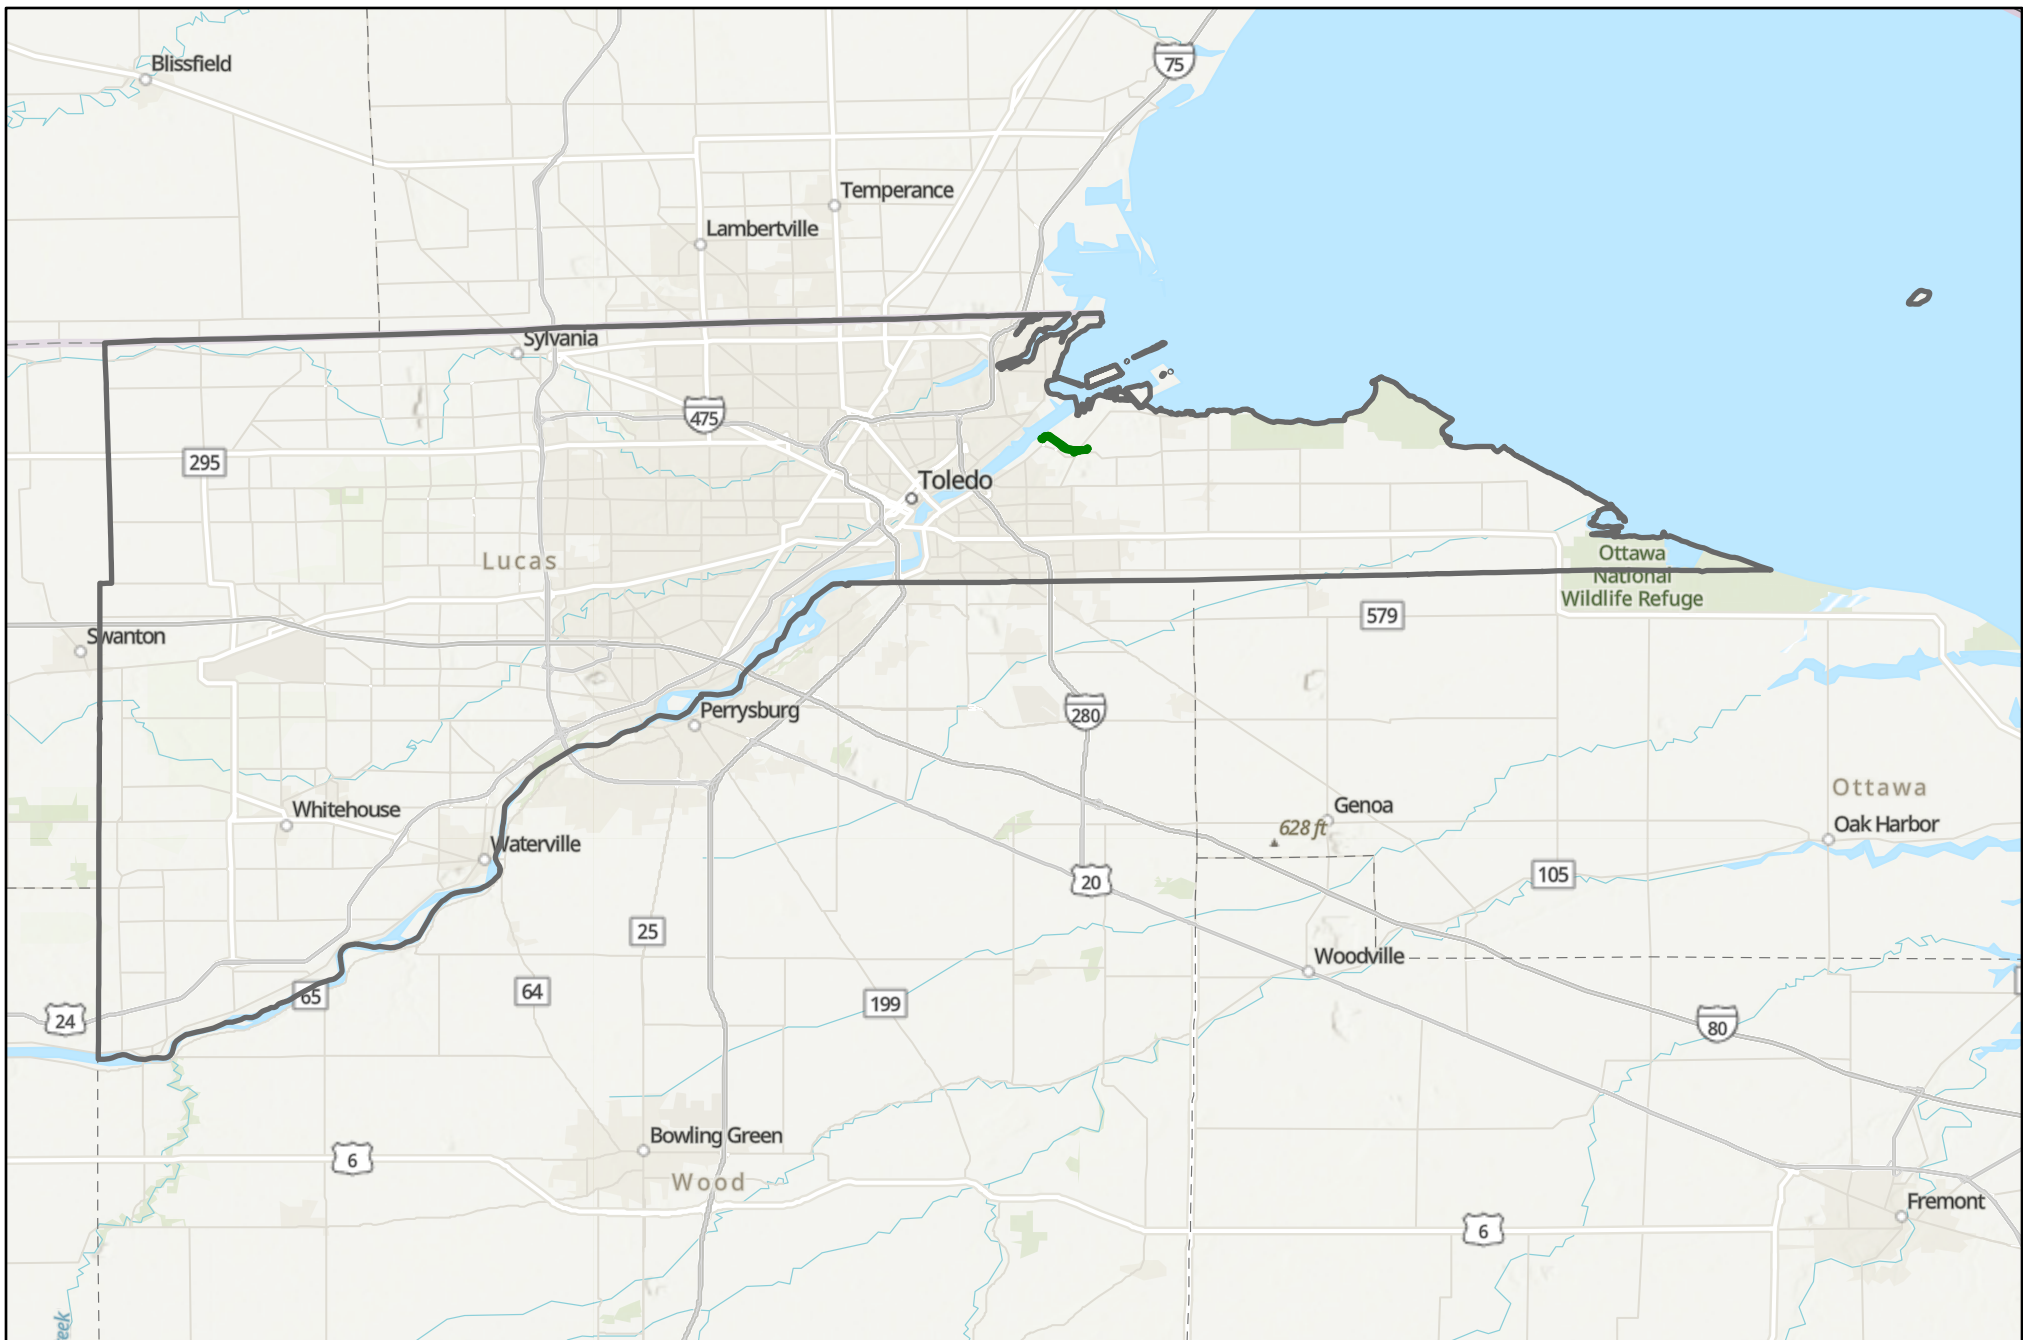 Blissfield
75
Temperance
Lambertville
Sylvania
475
295
Toledo
Lucas
Ottawa
National
Wildlife Refuge
579
Swanton
Perrysburg
280
Ottawa
Whitehouse
Genoa
628 ft
Oak Harbor
Waterville
105
20
25
Woodville
64
65
199
24
80
Bowling Green
6
Wood
Fremont
6
eek